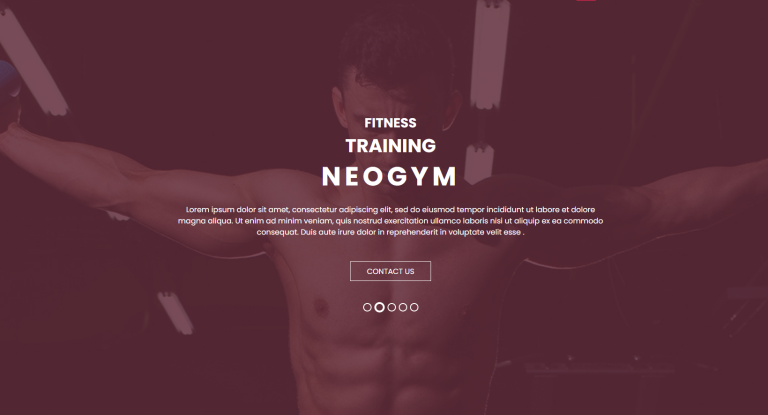 FITNESS
TRAINING
NEOGYM
Lorem ipsum dolor sit amet, consectetur adipiscing elit, sed do eiusmod tempor incididunt ut labore et dolore
magna aliqua. Ut enim ad minim veniam, quis nostrud exercitation ullamco laboris nisi ut aliquip ex ea commodo
consequat. Duis aute irure dolor in reprehenderit in voluptate velit esse .
CONTACT US